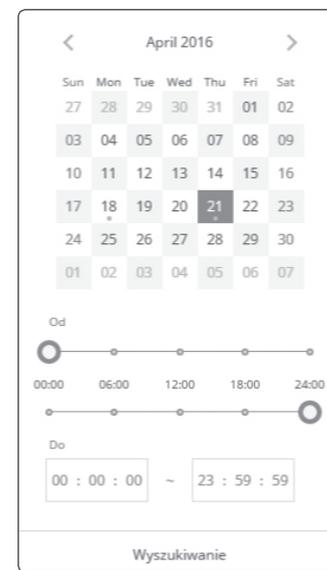 April 2016
Sun Mon Tue Wed Thu Fri Sat
27 28 29 30 31 01 02
03 04 05 06 07 08 09
10 11 12 13 14 15 16
17 18 19 20 21 22 23
24 25 26 27 28 29 30
01 02 03 04 05 06 07
Od
00:00 06:00 12:00 18:00 24:00
Do
00 : 00 : 00 ~ 23 : 59 : 59
Wyszukiwanie